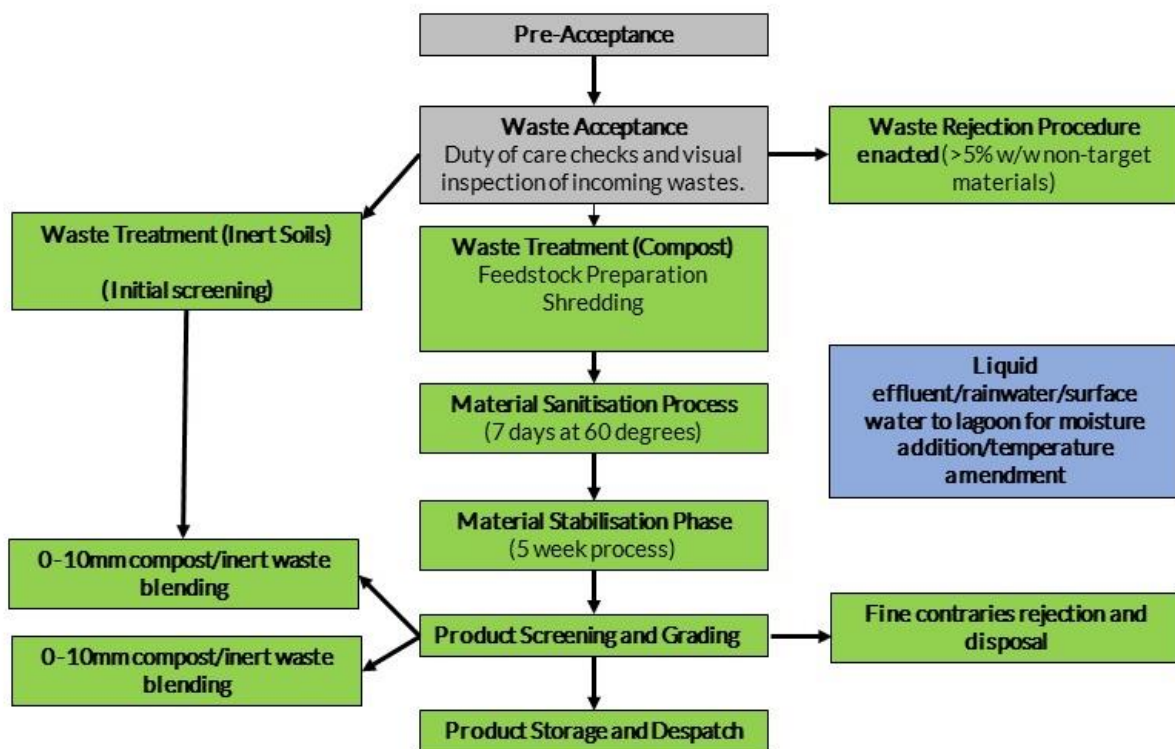 Pre-Acceptance
Waste Acceptance
Duty of care checks and visual
inspection of incoming wastes.
Waste Rejection Procedure
enacted (>5% w/w non-target
materials)
Waste Treatment (Inert Soils)
(Initial screening)
Waste Treatment (Compost)
Feedstock Preparation
Shredding
Liquid
effluent/rainwater/surface
water to lagoon for moisture
addition/temperature
amendment
Material Sanitisation Process
(7 days at 60 degrees)
Material Stabilisation Phase
(5 week process)
0-10mm compost/inert waste
blending
Product Screening and Grading
Fine contraries rejection and
disposal
0-10mm compost/inert waste
blending
Product Storage and Despatch